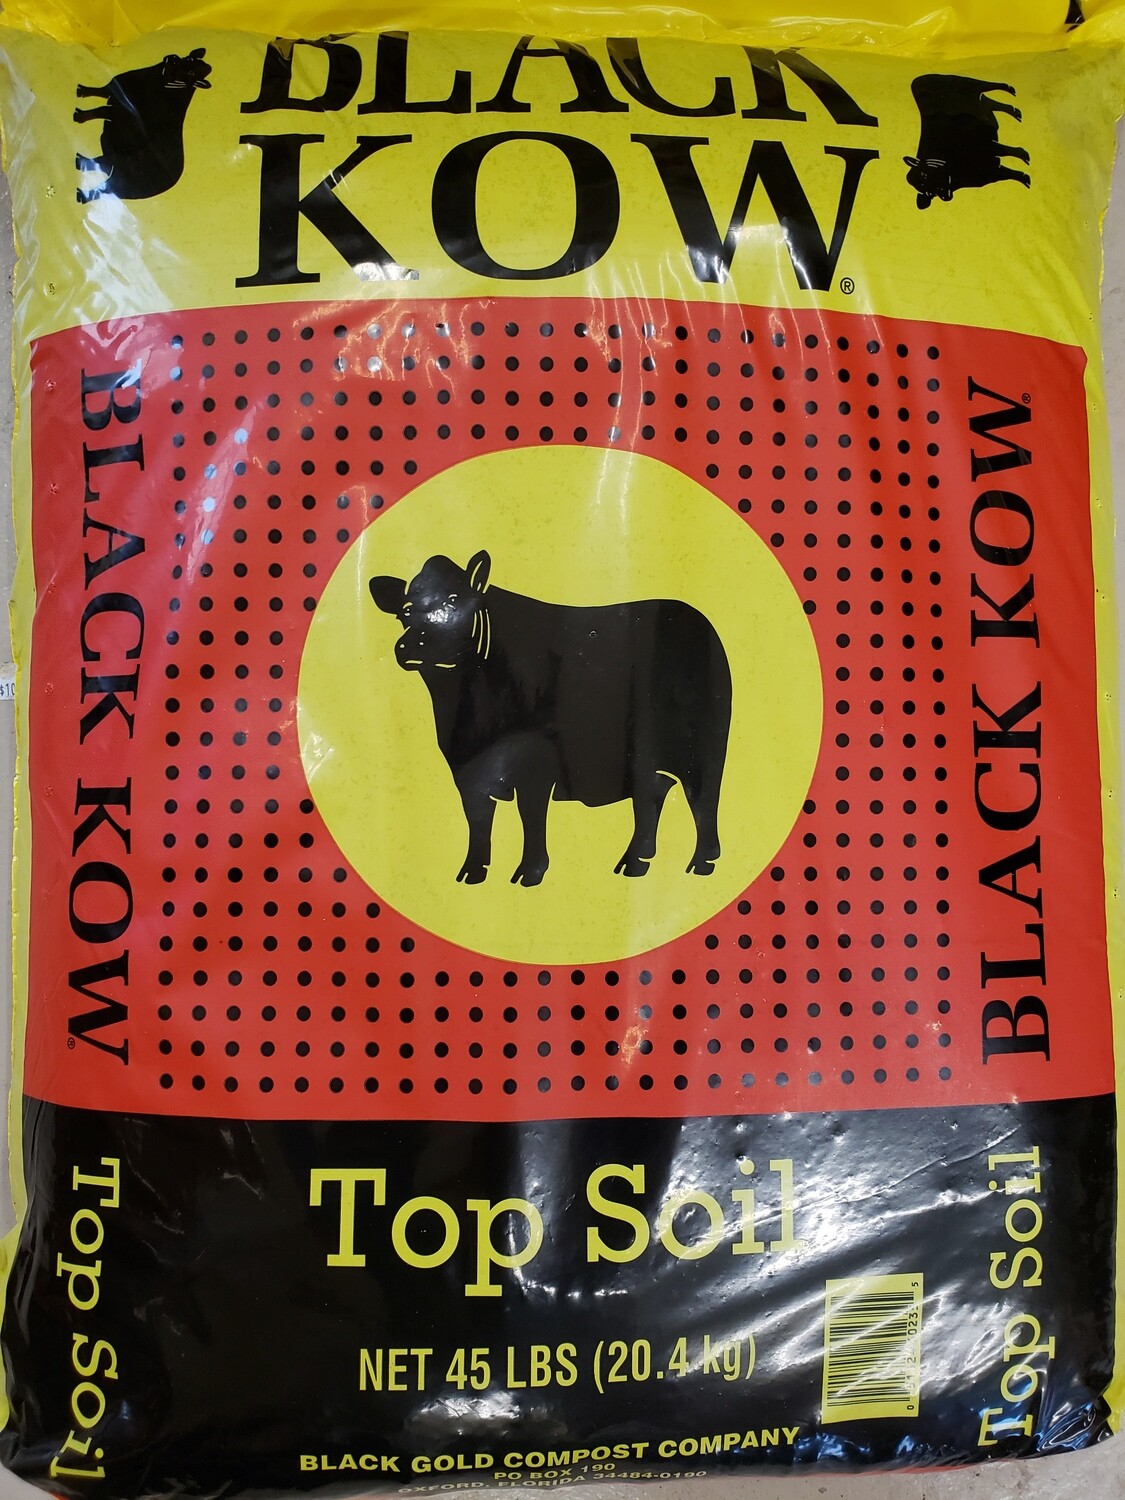 BLACK
KOW®
BLACK KOW®
BLACK KOW®
Top Soil
Top Soil
Top Soil
NET 45 LBS (20.4 kg)
BLACK GOLD COMPOST COMPANY
PO BOX 190
OXFORD, FLORIDA 34484-0190
$10